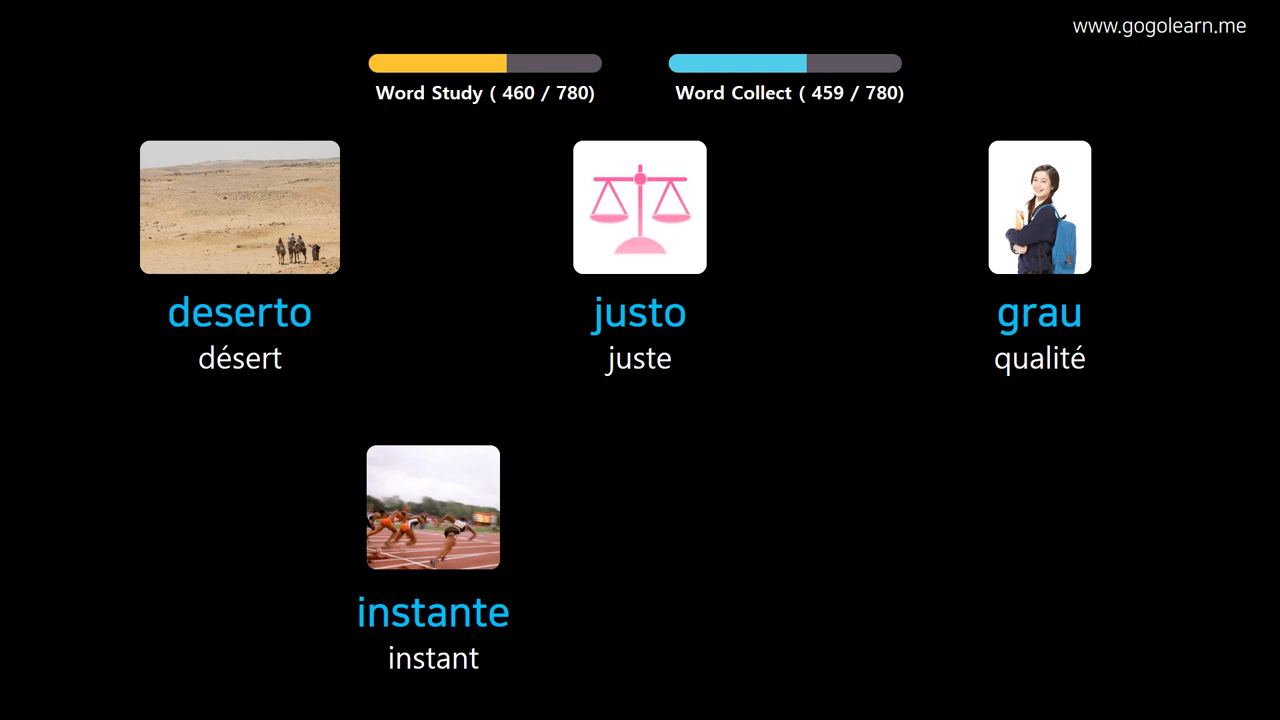 www.gogolearn.me
Word Study ( 460 / 780)
Word Collect ( 459 / 780)
deserto
désert
justo
juste
grau
qualité
instante
instant